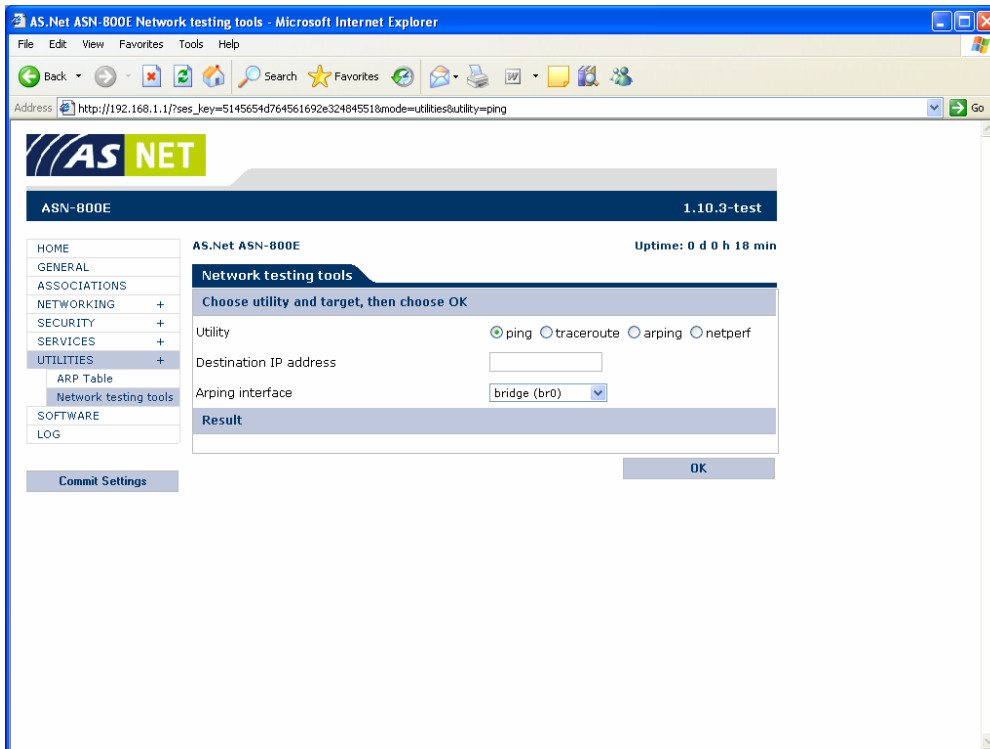 AS.Net ASN-800E Network testing tools - Microsoft Internet Explorer
File Edit View Favorites Tools Help
Back Search Favorites
Address http://192.168.1.1/?ses_key=5145654d764561692e32484551&mode=utilities&utility=ping Go
AS NET
ASN-800E 1.10.3-test
AS.Net ASN-800E Uptime: 0 d 0 h 18 min
HOME
GENERAL
ASSOCIATIONS
NETWORKING +
SECURITY +
SERVICES +
UTILITIES +
ARP Table
Network testing tools
SOFTWARE
LOG
Commit Settings
Network testing tools
Choose utility and target, then choose OK
Utility ping traceroute arping netperf
Destination IP address
Arping interface bridge (br0)
Result
OK